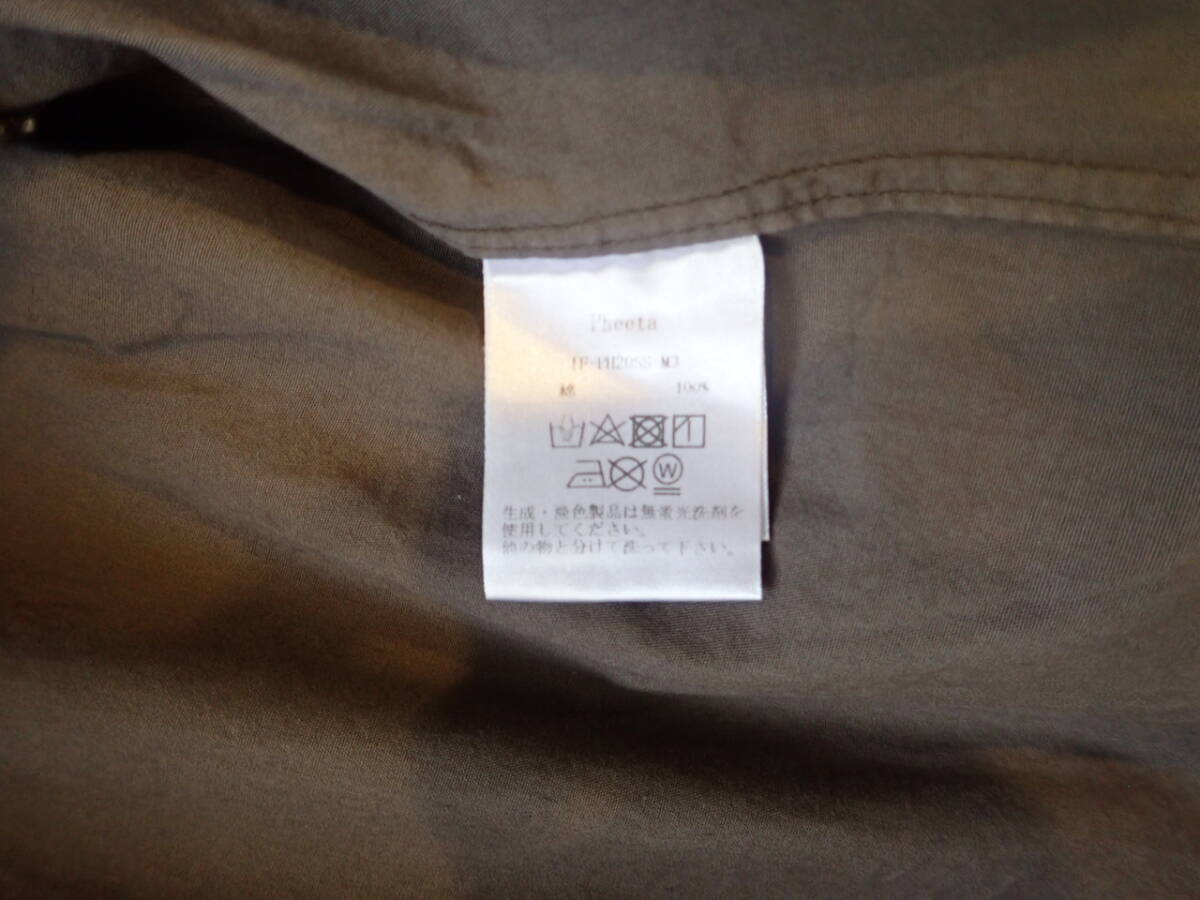 Pheeta
綿 100%
W
生成・淡色製品は無蛍光洗剤を
使用してください。
他の物と分けて洗って下さい。